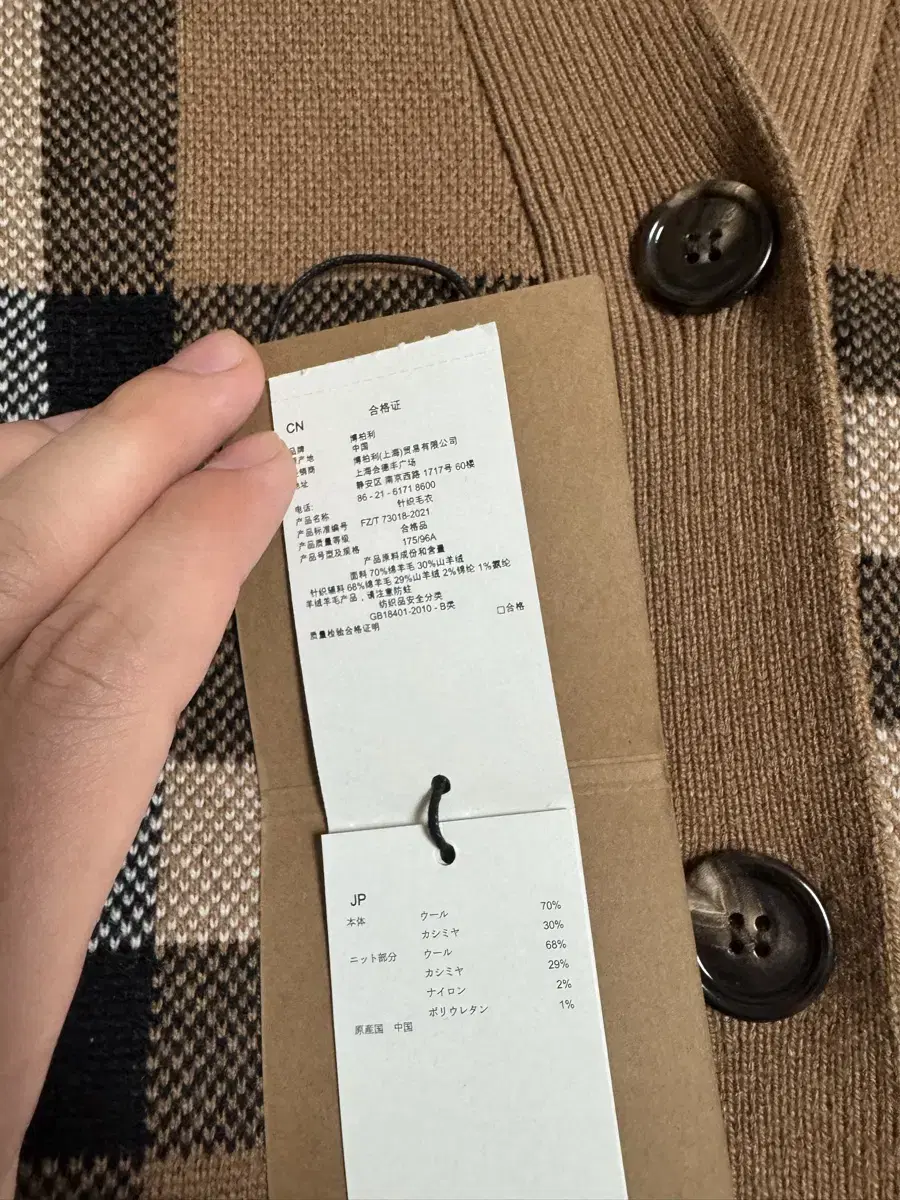 合格证
CN
品牌 博柏利
产地 中国
经销商 博柏利(上海)贸易有限公司
地址 上海会德丰广场
静安区 南京西路 1717号 60楼
电话: 86 - 21 - 6171 8600
产品名称 针织毛衣
产品标准编号 FZ/T 73018-2021
产品质量等级 合格品
产品号型及规格 175/96A
产品原料成份和含量
面料 70%绵羊毛 30%山羊绒
针织辅料 68%绵羊毛 29%山羊绒 2%锦纶 1%氨纶
羊绒羊毛产品，请注意防蛀
纺织品安全分类
GB18401-2010 - B类
质量检验合格证明 □合格
JP
本体 ウール 70%
カシミヤ 30%
ニット部分 ウール 68%
カシミヤ 29%
ナイロン 2%
ポリウレタン 1%
原産国 中国